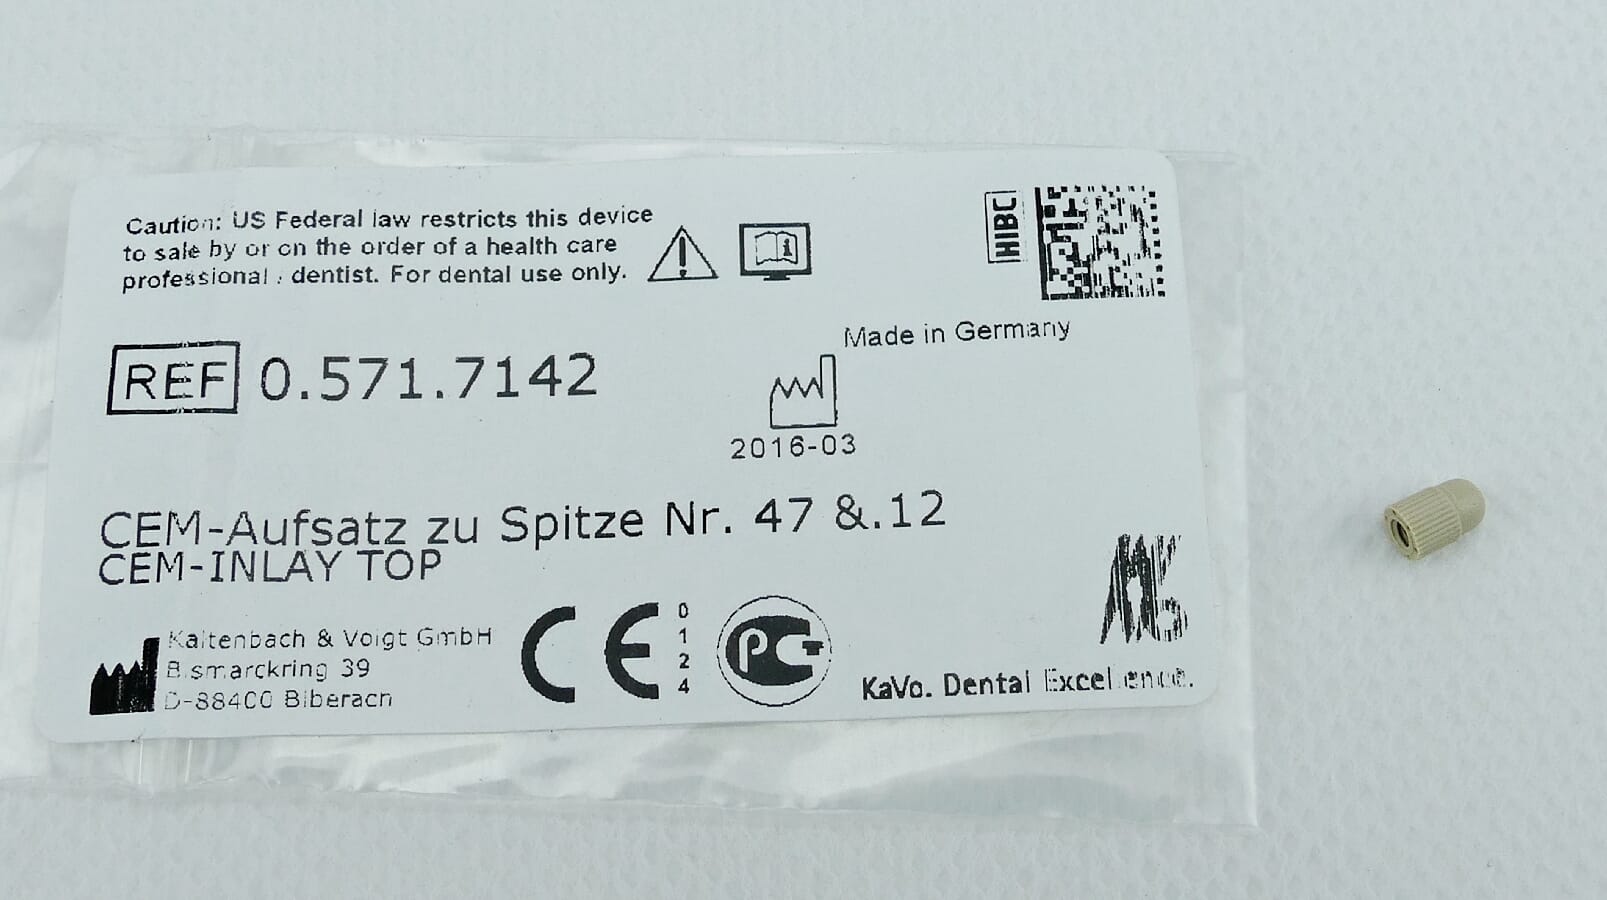 Caution: US Federal law restricts this device
to sale by or on the order of a health care
professional / dentist. For dental use only.
HIBC
Made in Germany
REF 0.571.7142
2016-03
CEM-Aufsatz zu Spitze Nr. 47 &.12
CEM-INLAY TOP
Kaltenbach & Voigt GmbH
Bismarckring 39
D-88400 Biberach
CE 0124
PC
KaVo. Dental Excellence.